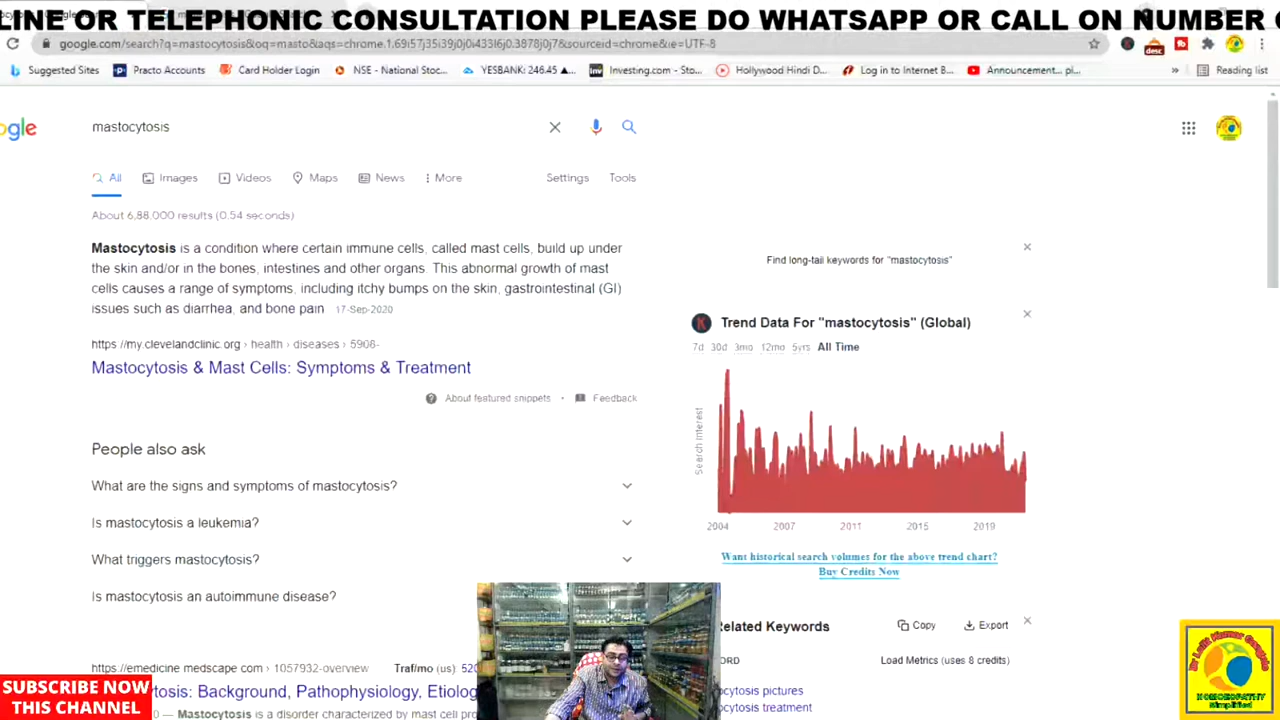 LINE OR TELEPHONIC CONSULTATION PLEASE DO WHATSAPP OR CALL ON NUMBER
google.com/search?q=mastocytosis&oq=masto&aqs=chrome.1.69i57j35i39j0j0i433l6j0.3878j0j7&sourceid=chrome&ie=UTF-8
desc
Suggested Sites Practo Accounts Card Holder Login NSE - National Stoc... YESBANK: 246.45 ▲... Investing.com - Sto... Hollywood Hindi D... Log in to Internet B... Announcement... pl... » Reading list
ogle mastocytosis
All Images Videos Maps News More Settings Tools
About 6,88,000 results (0.54 seconds)
Mastocytosis is a condition where certain immune cells, called mast cells, build up under
the skin and/or in the bones, intestines and other organs. This abnormal growth of mast
cells causes a range of symptoms, including itchy bumps on the skin, gastrointestinal (GI)
issues such as diarrhea, and bone pain 17-Sep-2020
https://my.clevelandclinic.org › health › diseases › 5908-
Mastocytosis & Mast Cells: Symptoms & Treatment
About featured snippets • Feedback
People also ask
What are the signs and symptoms of mastocytosis?
Is mastocytosis a leukemia?
What triggers mastocytosis?
Is mastocytosis an autoimmune disease?
https://emedicine.medscape.com › 1057932-overview Traf/mo (us): 520
tosis: Background, Pathophysiology, Etiolog
Mastocytosis is a disorder characterized by mast cell pro
Find long-tail keywords for "mastocytosis"
Trend Data For "mastocytosis" (Global)
7d 30d 3mo 12mo 5yrs All Time
Search interest
2004 2007 2011 2015 2019
Want historical search volumes for the above trend chart?
Buy Credits Now
elated Keywords Copy Export
ORD Load Metrics (uses 8 credits)
ocytosis pictures
ocytosis treatment
SUBSCRIBE NOW
THIS CHANNEL
HOMOEOPATHY
Simplified